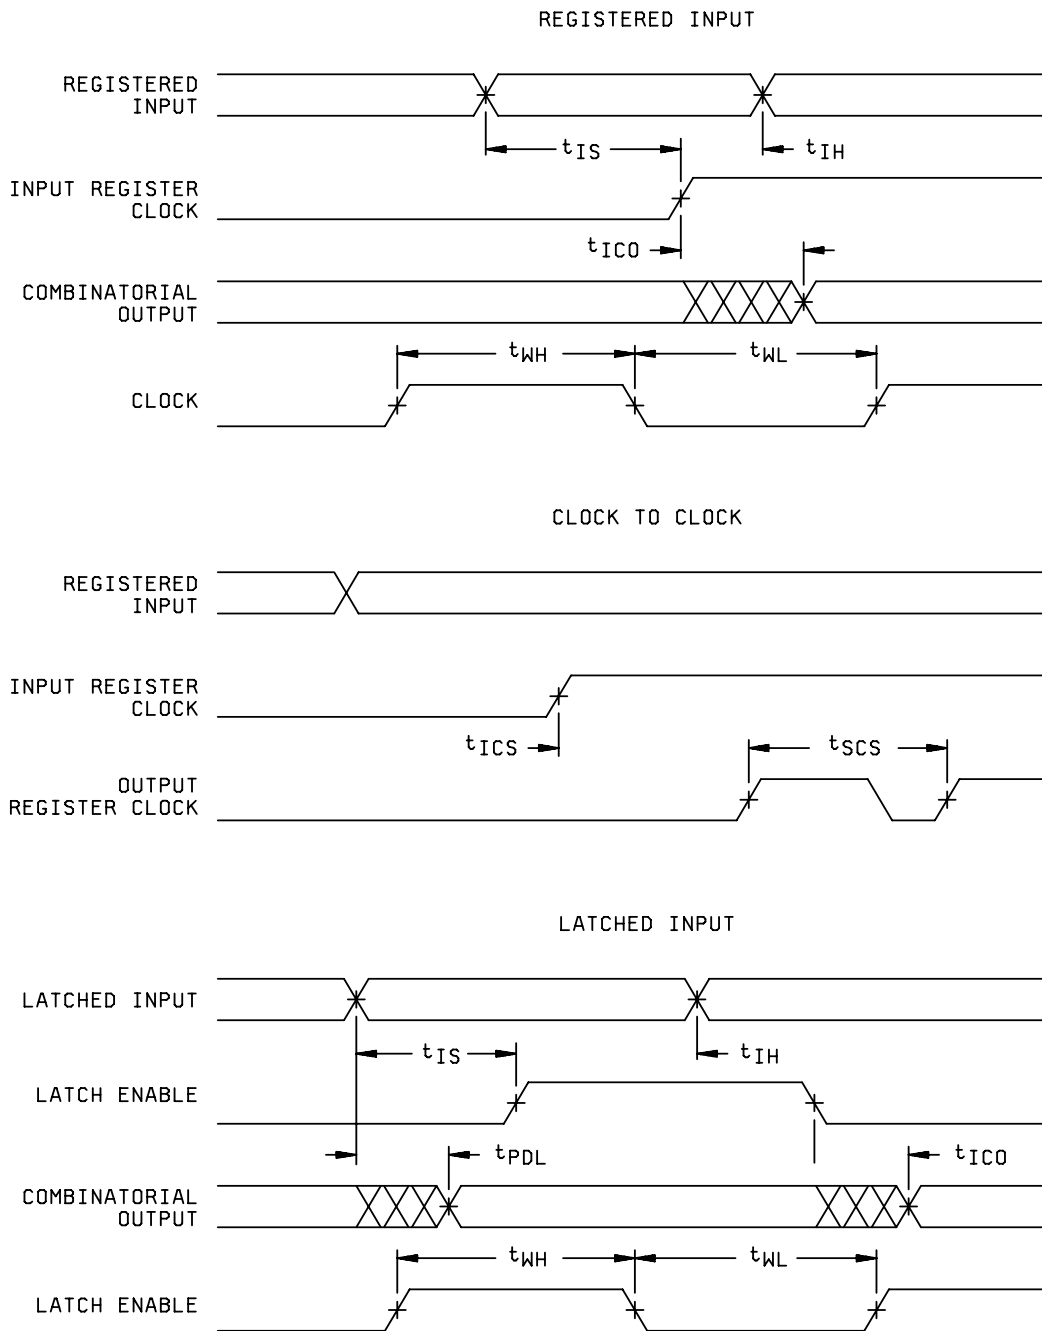 REGISTERED INPUT
REGISTERED
INPUT
tIS
tIH
INPUT REGISTER
CLOCK
tICO
COMBINATORIAL
OUTPUT
tWH
tWL
CLOCK
CLOCK TO CLOCK
REGISTERED
INPUT
INPUT REGISTER
CLOCK
tICS
tSCS
OUTPUT
REGISTER CLOCK
LATCHED INPUT
LATCHED INPUT
tIS
tIH
LATCH ENABLE
tPDL
tICO
COMBINATORIAL
OUTPUT
tWH
tWL
LATCH ENABLE